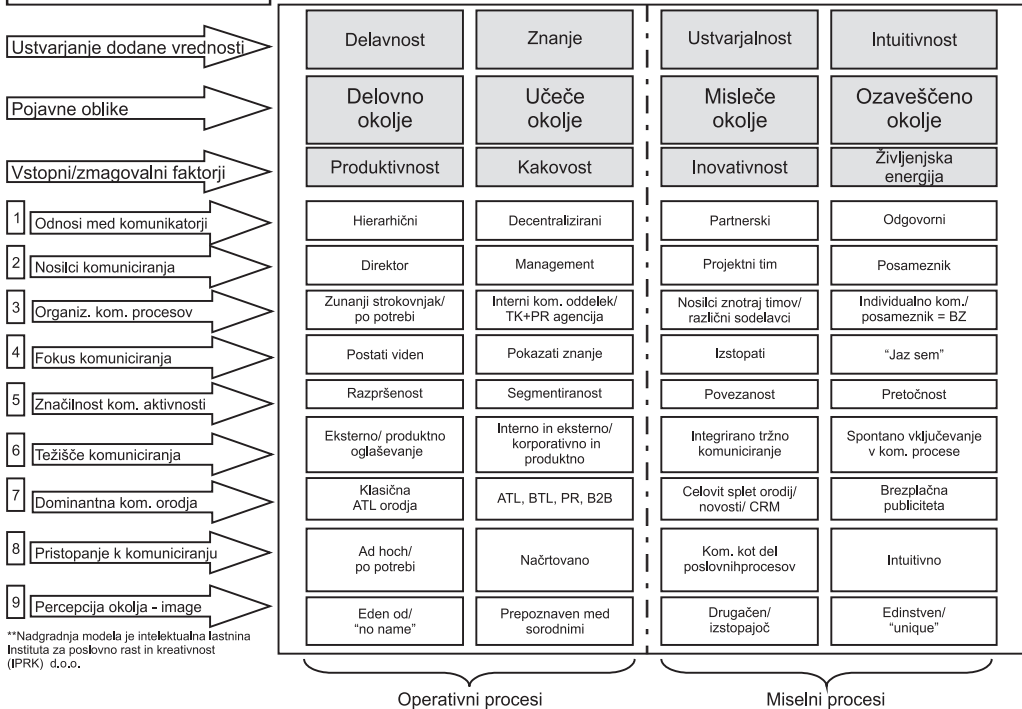 Ustvarjanje dodane vrednosti
Delavnost
Znanje
Ustvarjalnost
Intuitivnost
Pojavne oblike
Delovno
okolje
Učeče
okolje
Misleče
okolje
Ozaveščeno
okolje
Vstopni/zmagovalni faktorji
Produktivnost
Kakovost
Inovativnost
Življenjska
energija
1
Odnosi med komunikatorji
Hierarhični
Decentralizirani
Partnerski
Odgovorni
2
Nosilci komuniciranja
Direktor
Management
Projektni tim
Posameznik
3
Organiz. kom. procesov
Zunanji strokovnjak/
po potrebi
Interni kom. oddelek/
TK+PR agencija
Nosilci znotraj timov/
različni sodelavci
Individualno kom./
posameznik = BZ
4
Fokus komuniciranja
Postati viden
Pokazati znanje
Izstopati
“Jaz sem”
5
Značilnost kom. aktivnosti
Razpršenost
Segmentiranost
Povezanost
Pretočnost
6
Težišče komuniciranja
Eksterno/ produktno
oglaševanje
Interno in eksterno/
korporativno in
produktno
Integrirano tržno
komuniciranje
Spontano vključevanje
v kom. procese
7
Dominantna kom. orodja
Klasična
ATL orodja
ATL, BTL, PR, B2B
Celovit splet orodij/
novosti/ CRM
Brezplačna
publiciteta
8
Pristopanje k komuniciranju
Ad hoch/
po potrebi
Načrtovano
Kom. kot del
poslovnihprocesov
Intuitivno
9
Percepcija okolja - image
Eden od/
“no name”
Prepoznaven med
sorodnimi
Drugačen/
izstopajoč
Edinstven/
“unique”
**Nadgradnja modela je intelektualna lastnina
Instituta za poslovno rast in kreativnost
(IPRK) d.o.o.
Operativni procesi
Miselni procesi